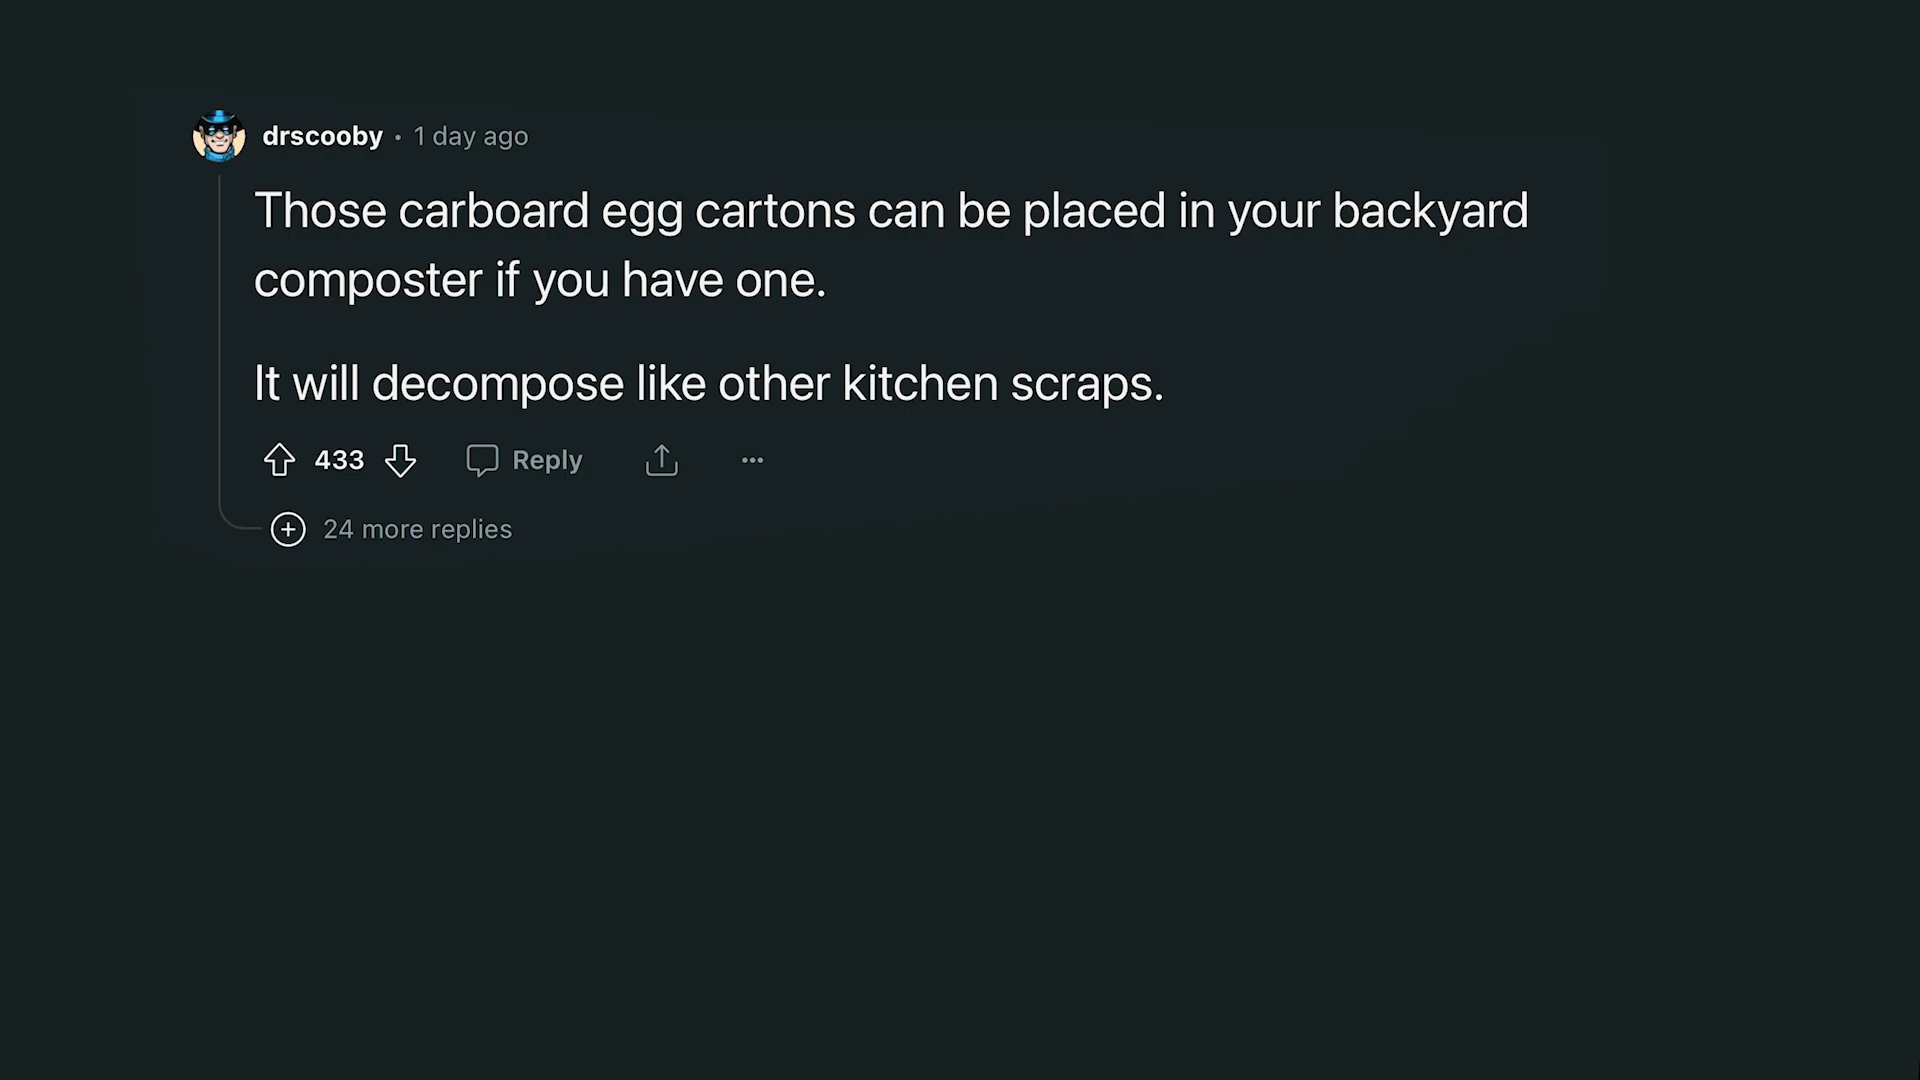 drscooby · 1 day ago
Those carboard egg cartons can be placed in your backyard
composter if you have one.
It will decompose like other kitchen scraps.
433 Reply ...
24 more replies